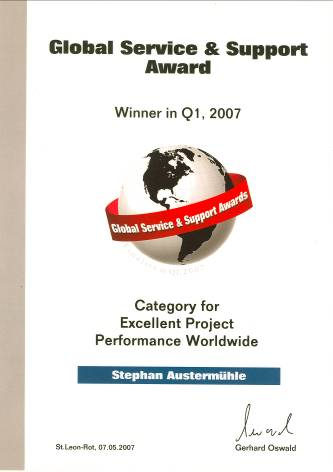 Global Service & Support
Award
Winner in Q1, 2007
Global Service & Support Awards
Category for
Excellent Project
Performance Worldwide
Stephan Austermühle
St.Leon-Rot, 07.05.2007
Gerhard Oswald